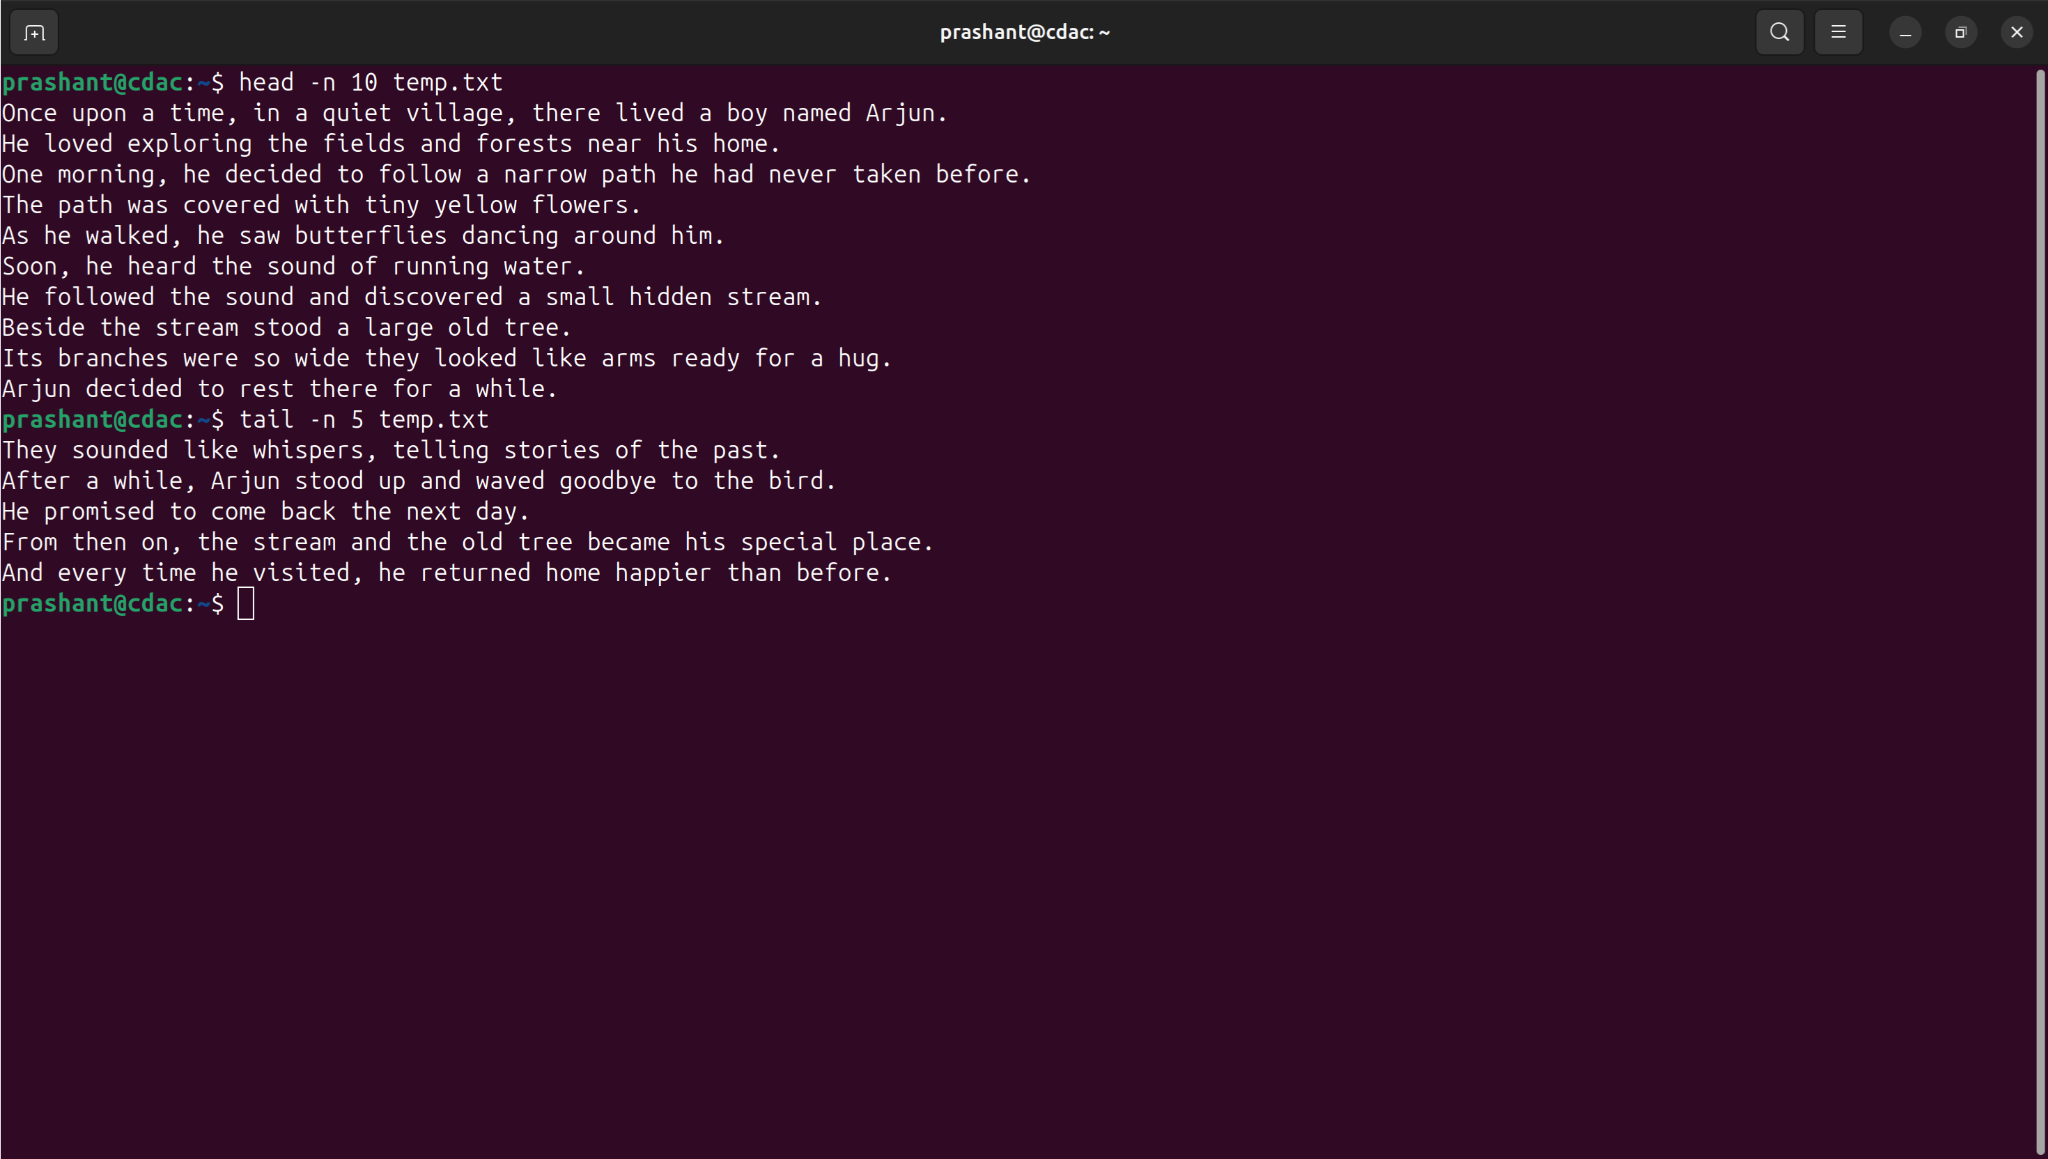 prashant@cdac: ~
prashant@cdac:~$ head -n 10 temp.txt
Once upon a time, in a quiet village, there lived a boy named Arjun.
He loved exploring the fields and forests near his home.
One morning, he decided to follow a narrow path he had never taken before.
The path was covered with tiny yellow flowers.
As he walked, he saw butterflies dancing around him.
Soon, he heard the sound of running water.
He followed the sound and discovered a small hidden stream.
Beside the stream stood a large old tree.
Its branches were so wide they looked like arms ready for a hug.
Arjun decided to rest there for a while.
prashant@cdac:~$ tail -n 5 temp.txt
They sounded like whispers, telling stories of the past.
After a while, Arjun stood up and waved goodbye to the bird.
He promised to come back the next day.
From then on, the stream and the old tree became his special place.
And every time he visited, he returned home happier than before.
prashant@cdac:~$